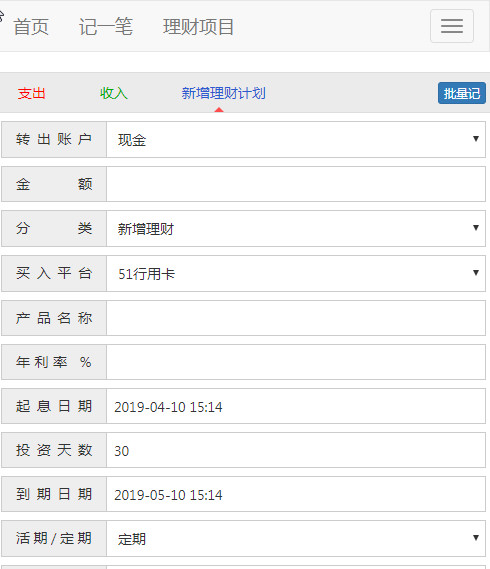 首页 记一笔 理财项目
支出 收入 新增理财计划 批量记
转出账户 现金
金额
分类 新增理财
买入平台 51行用卡
产品名称
年利率 %
起息日期 2019-04-10 15:14
投资天数 30
到期日期 2019-05-10 15:14
活期/定期 定期